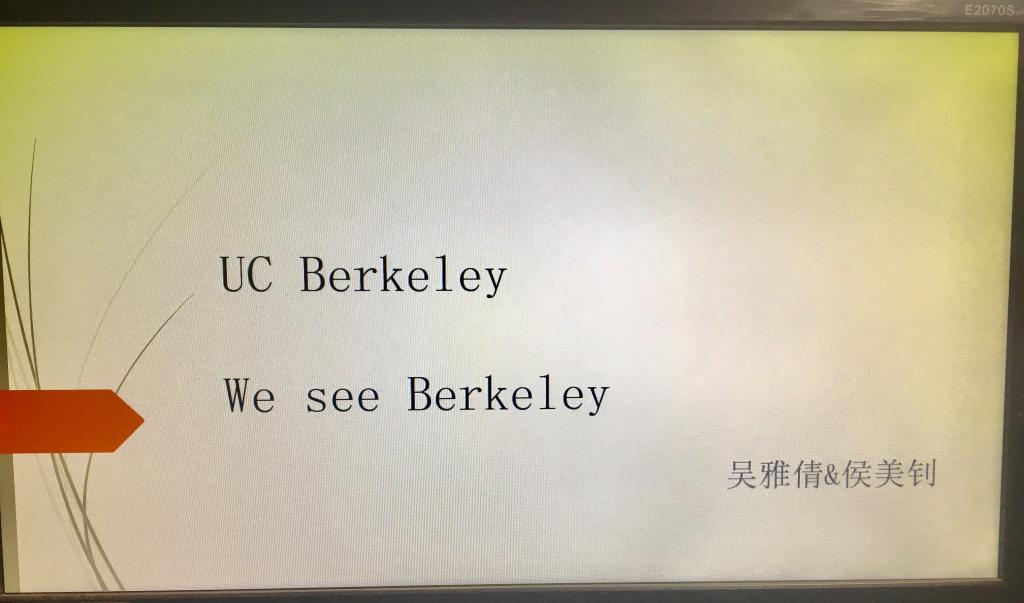 E2070S
UC Berkeley
We see Berkeley
吴雅倩&侯美钊